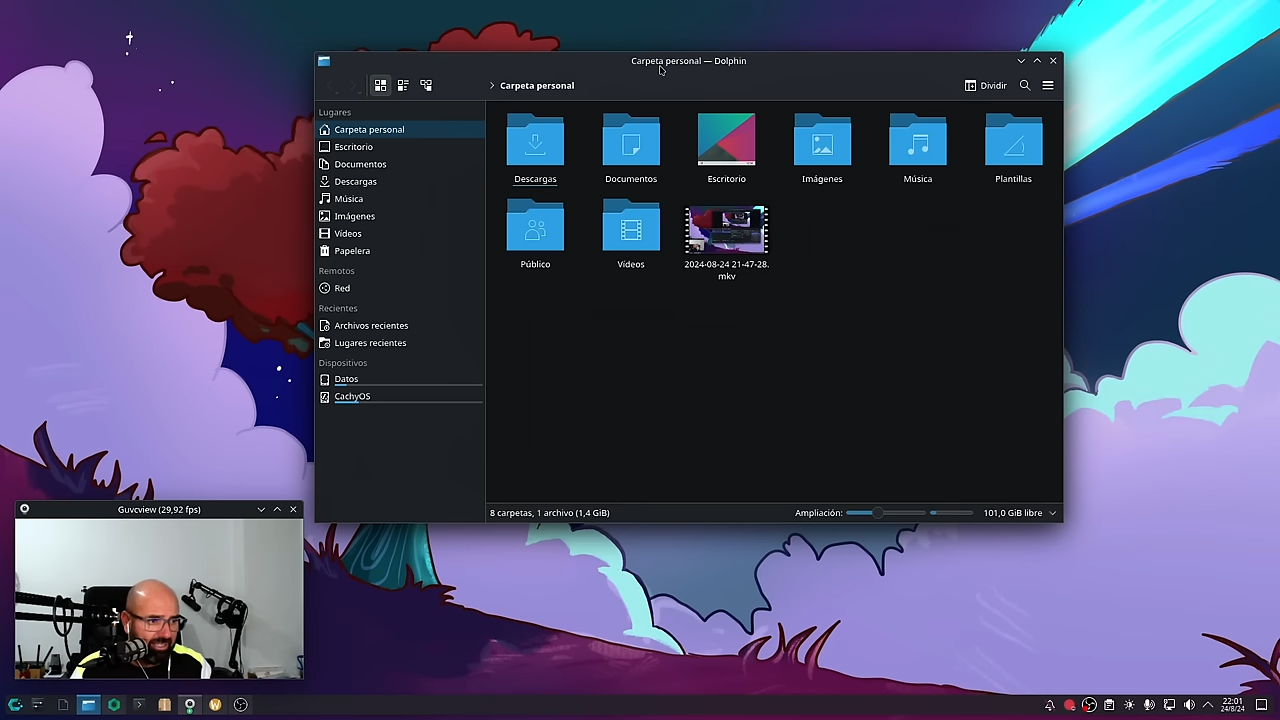 Carpeta personal — Dolphin
Carpeta personal
Dividir
Lugares
Carpeta personal
Escritorio
Documentos
Descargas
Música
Imágenes
Vídeos
Papelera
Remotos
Red
Recientes
Archivos recientes
Lugares recientes
Dispositivos
Datos
CachyOS
Descargas
Documentos
Escritorio
Imágenes
Música
Plantillas
Público
Vídeos
2024-08-24 21-47-28.
mkv
8 carpetas, 1 archivo (1,4 GiB)
Ampliación:
101,0 GiB libre
Guvcview (29,92 fps)
22:01
24/8/24